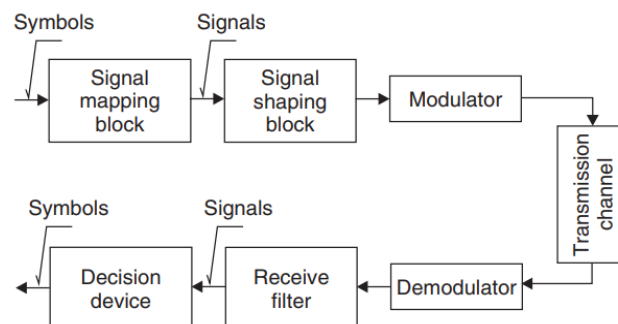 Symbols
Signals
Signal
mapping
block
Signal
shaping
block
Modulator
Transmission
channel
Symbols
Signals
Decision
device
Receive
filter
Demodulator